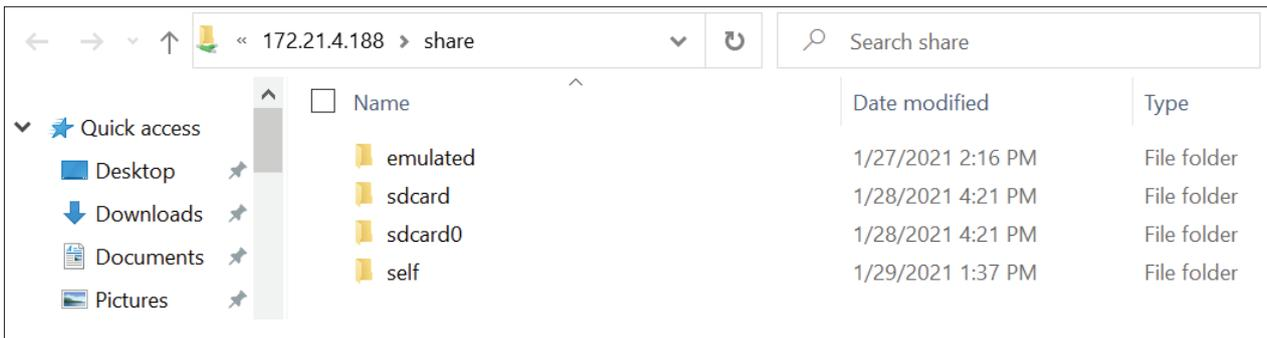 « 172.21.4.188 > share Search share
Name Date modified Type
Quick access
Desktop
Downloads
Documents
Pictures
emulated 1/27/2021 2:16 PM File folder
sdcard 1/28/2021 4:21 PM File folder
sdcard0 1/28/2021 4:21 PM File folder
self 1/29/2021 1:37 PM File folder